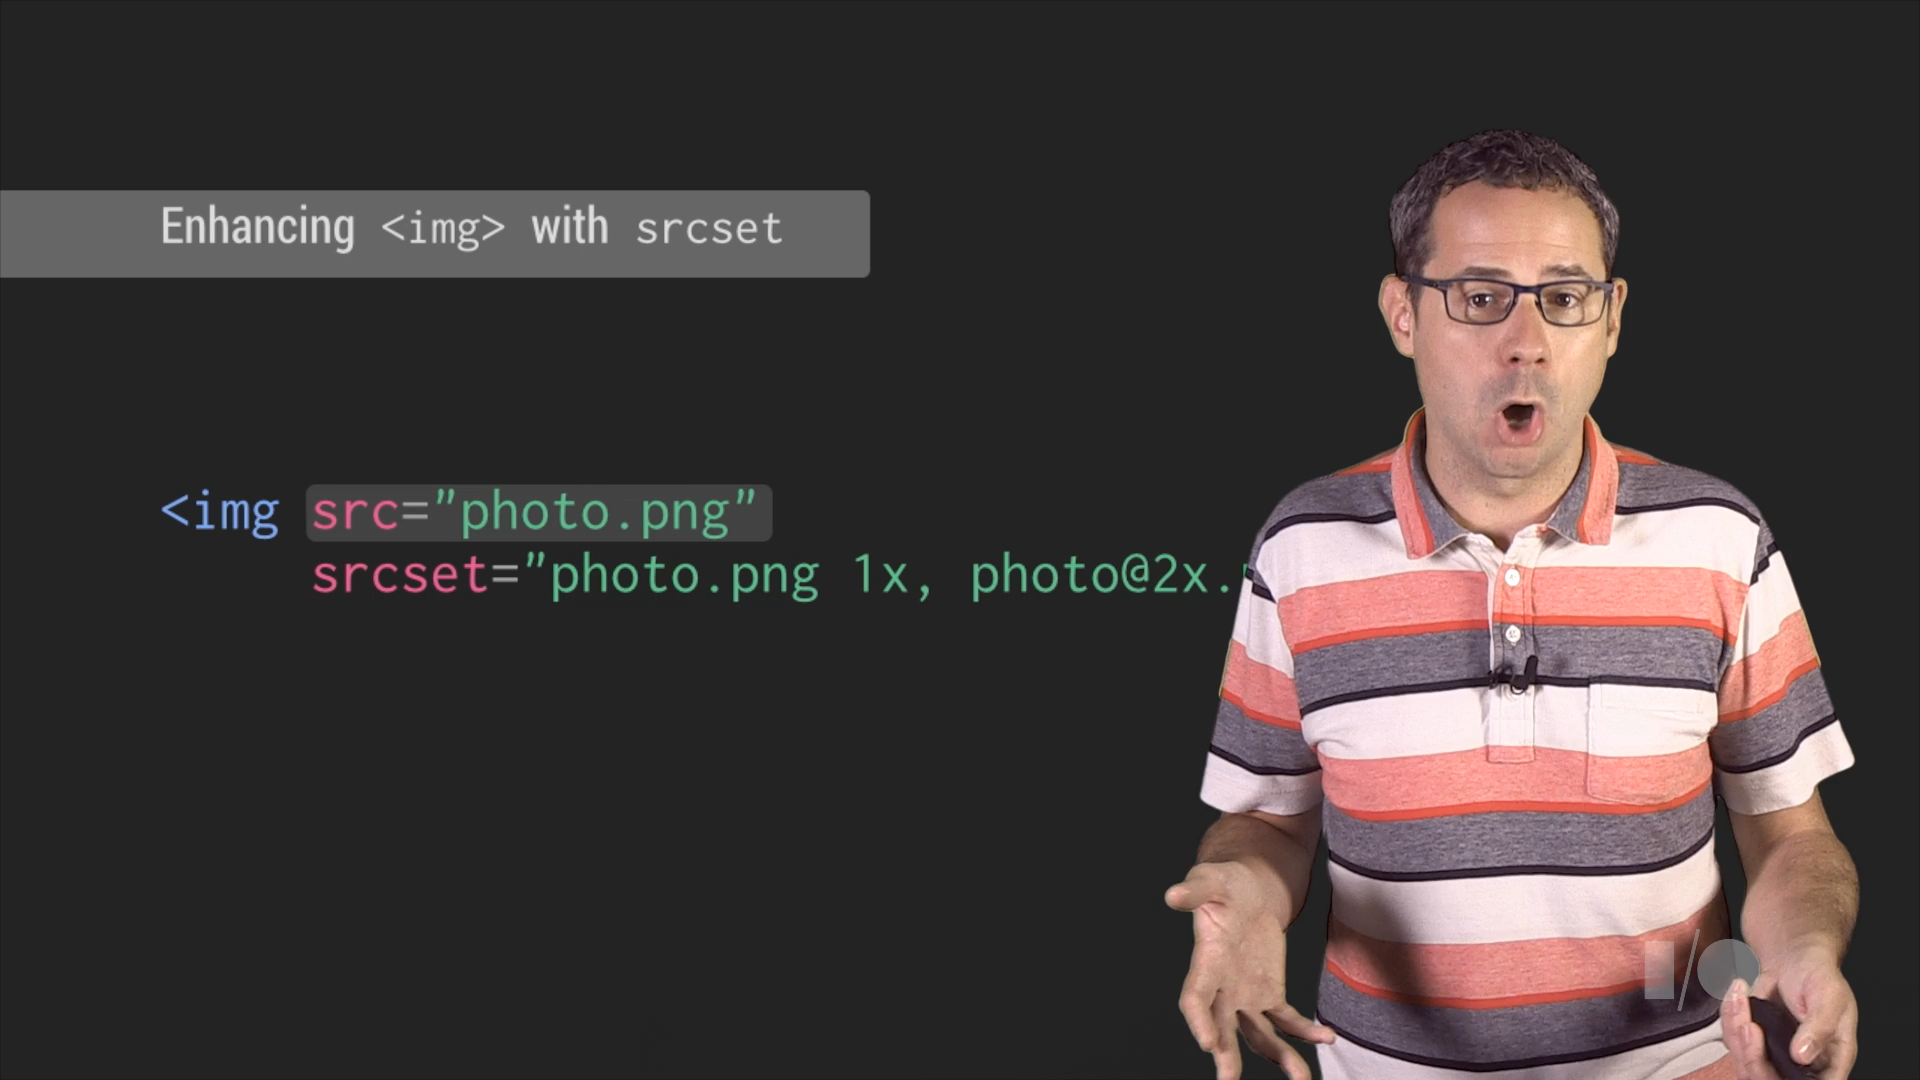 Enhancing <img> with srcset
<img src="photo.png"
srcset="photo.png 1x, photo@2x.
I/O